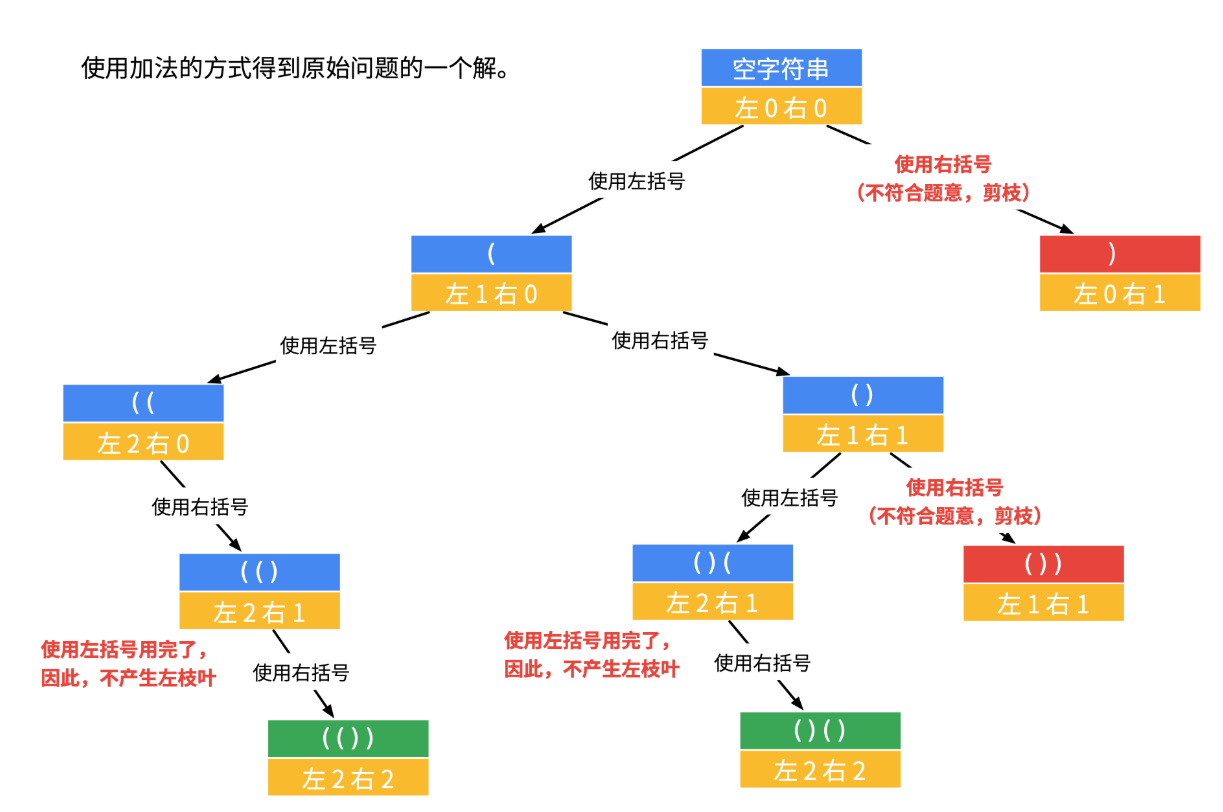 使用加法的方式得到原始问题的一个解。
空字符串
左 0 右 0
使用左括号
使用右括号
（不符合题意，剪枝）
(
左 1 右 0
)
左 0 右 1
使用左括号
使用右括号
( (
左 2 右 0
( )
左 1 右 1
使用右括号
使用左括号
使用右括号
（不符合题意，剪枝）
( ( )
左 2 右 1
( ) (
左 2 右 1
( ) )
左 1 右 1
使用左括号用完了，
因此，不产生左枝叶
使用右括号
使用左括号用完了，
因此，不产生左枝叶
使用右括号
( ( ) )
左 2 右 2
( ) ( )
左 2 右 2